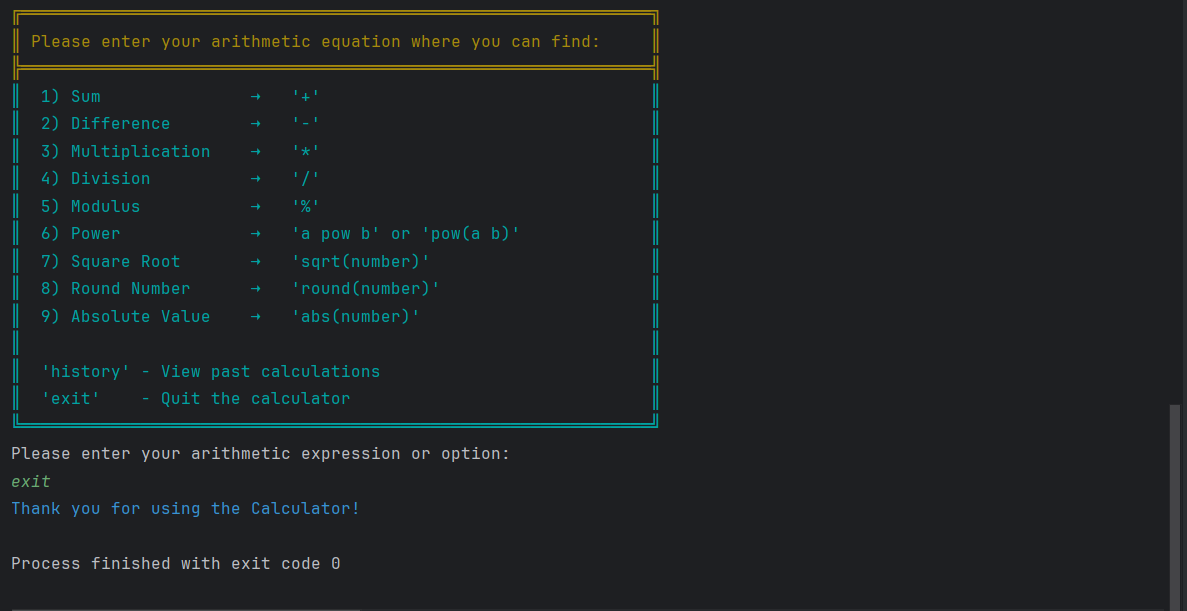 Please enter your arithmetic equation where you can find:
1) Sum → '+'
2) Difference → '-'
3) Multiplication → '*'
4) Division → '/'
5) Modulus → '%'
6) Power → 'a pow b' or 'pow(a b)'
7) Square Root → 'sqrt(number)'
8) Round Number → 'round(number)'
9) Absolute Value → 'abs(number)'
'history' - View past calculations
'exit' - Quit the calculator
Please enter your arithmetic expression or option:
exit
Thank you for using the Calculator!
Process finished with exit code 0